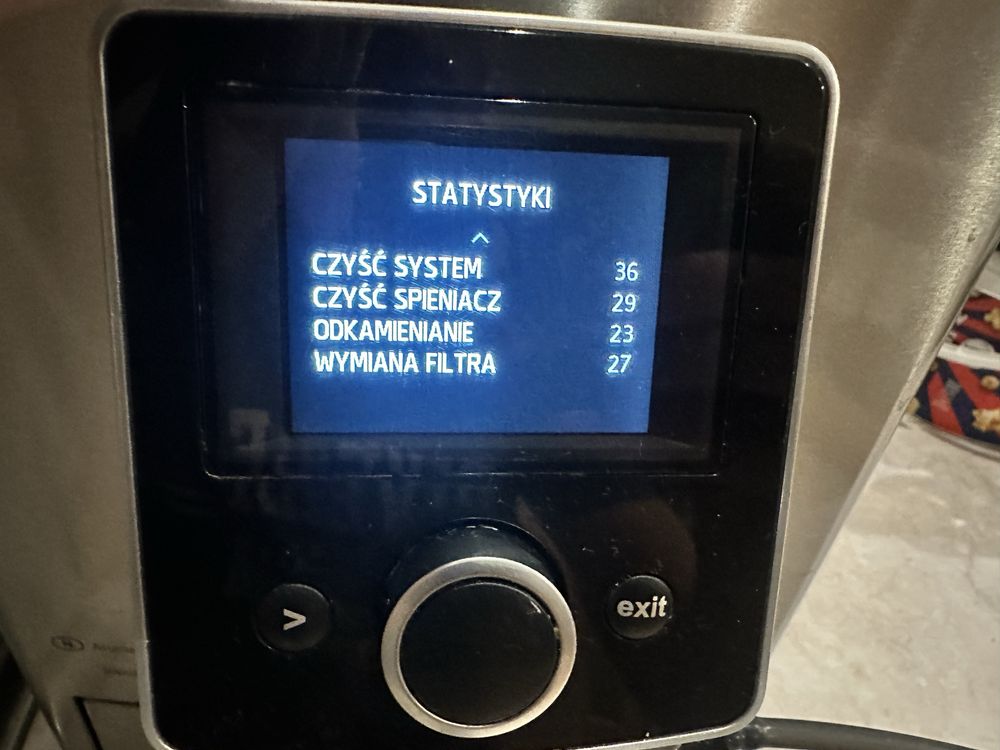 STATYSTYKI
CZYŚĆ SYSTEM 36
CZYŚĆ SPIENIACZ 29
ODKAMIENIANIE 23
WYMIANA FILTRA 27
> exit